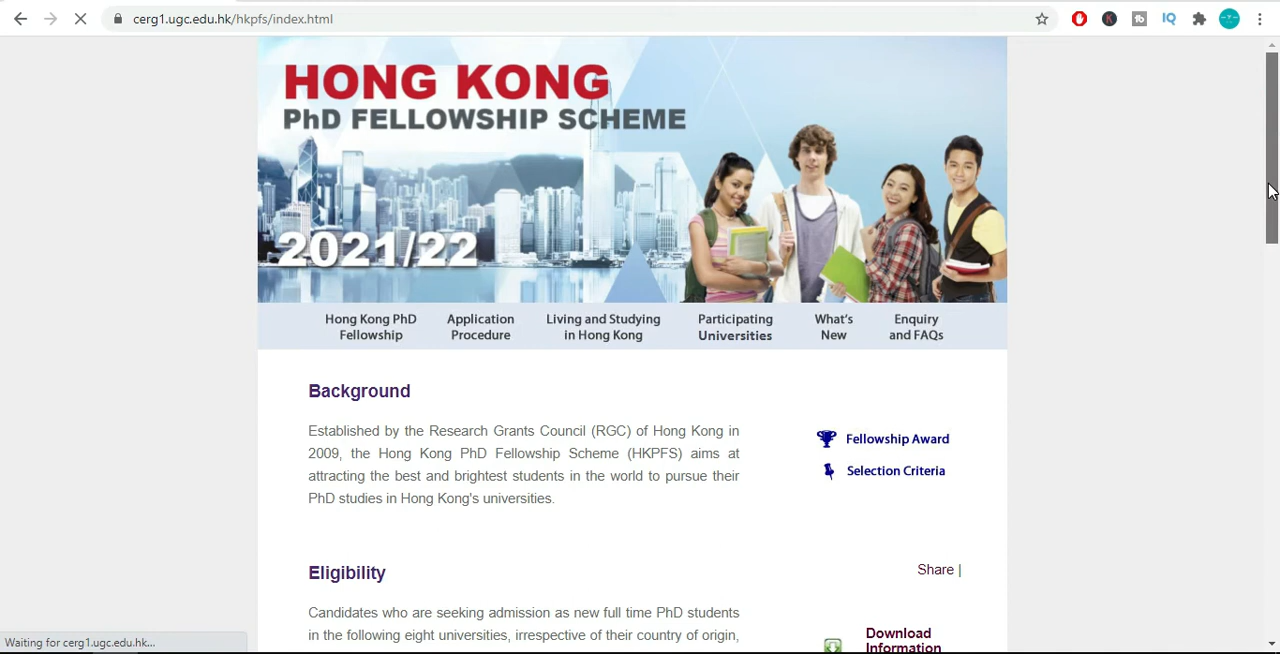 cerg1.ugc.edu.hk/hkpfs/index.html
K
IQ
HONG KONG
PhD FELLOWSHIP SCHEME
2021/22
Hong Kong PhD
Fellowship
Application
Procedure
Living and Studying
in Hong Kong
Participating
Universities
What's
New
Enquiry
and FAQs
Background
Established by the Research Grants Council (RGC) of Hong Kong in
2009, the Hong Kong PhD Fellowship Scheme (HKPFS) aims at
attracting the best and brightest students in the world to pursue their
PhD studies in Hong Kong's universities.
Fellowship Award
Selection Criteria
Eligibility
Share |
Candidates who are seeking admission as new full time PhD students
in the following eight universities, irrespective of their country of origin,
Download
Information
Waiting for cerg1.ugc.edu.hk...